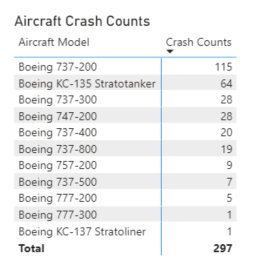 Aircraft Crash Counts
Aircraft Model Crash Counts
Boeing 737-200 115
Boeing KC-135 Stratotanker 64
Boeing 737-300 28
Boeing 747-200 28
Boeing 737-400 20
Boeing 737-800 19
Boeing 757-200 9
Boeing 737-500 7
Boeing 777-200 5
Boeing 777-300 1
Boeing KC-137 Stratoliner 1
Total 297